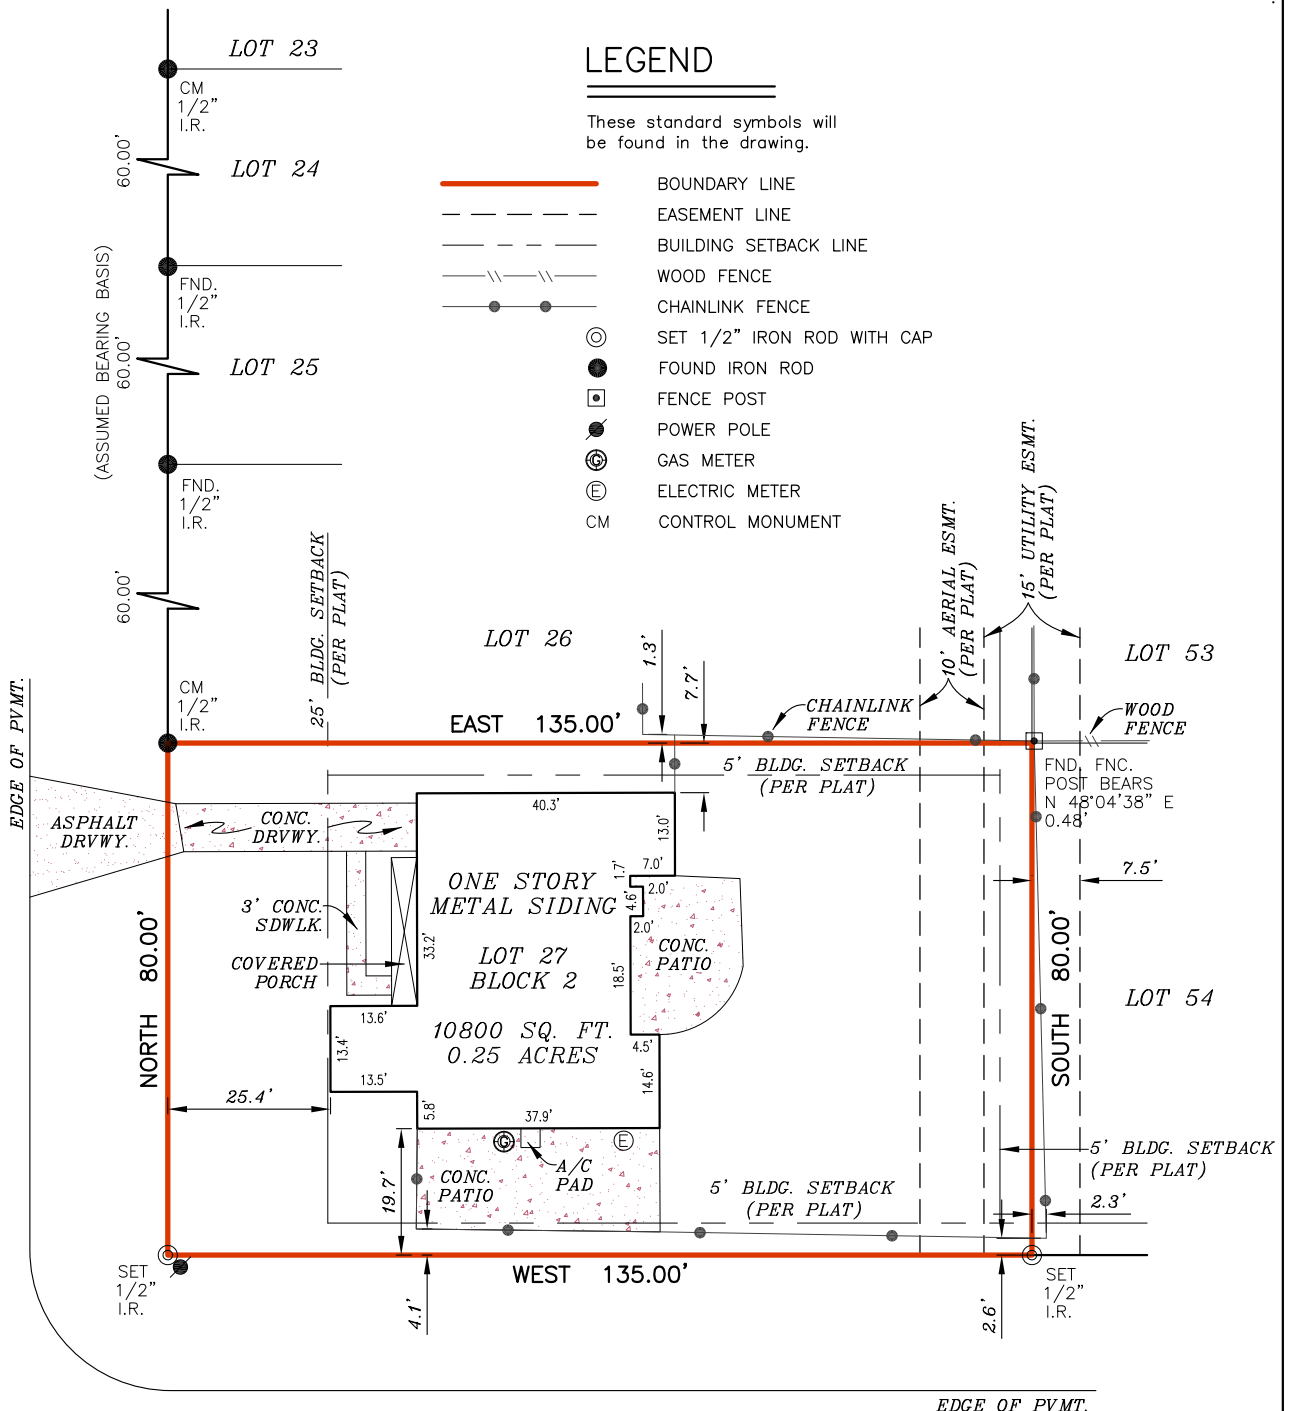 LOT 23
CM
1/2"
I.R.
60.00'
LOT 24
(ASSUMED BEARING BASIS)
FND.
1/2"
I.R.
60.00'
LOT 25
FND.
1/2"
I.R.
60.00'
CM
1/2"
I.R.
LEGEND
These standard symbols will
be found in the drawing.
BOUNDARY LINE
EASEMENT LINE
BUILDING SETBACK LINE
WOOD FENCE
CHAINLINK FENCE
SET 1/2" IRON ROD WITH CAP
FOUND IRON ROD
FENCE POST
POWER POLE
G GAS METER
E ELECTRIC METER
CM CONTROL MONUMENT
25' BLDG. SETBACK
(PER PLAT)
LOT 26
1.3'
7.7'
10' AERIAL ESMT.
(PER PLAT)
15' UTILITY ESMT.
(PER PLAT)
LOT 53
EDGE OF PVMT.
EAST 135.00'
CHAINLINK
FENCE
WOOD
FENCE
5' BLDG. SETBACK
(PER PLAT)
FND. FNC.
POST BEARS
N 48°04'38" E
0.48'
ASPHALT
DRVWY.
CONC.
DRVWY.
40.3'
13.0'
7.0'
1.7'
2.0'
4.6'
2.0'
7.5'
ONE STORY
METAL SIDING
3' CONC.
SDWLK.
33.2'
LOT 27
BLOCK 2
CONC.
PATIO
COVERED
PORCH
18.5'
NORTH 80.00'
SOUTH 80.00'
LOT 54
13.6'
13.4'
13.5'
10800 SQ. FT.
0.25 ACRES
4.5'
14.6'
25.4'
5.8'
37.9'
G
E
A/C
PAD
CONC.
PATIO
19.7'
5' BLDG. SETBACK
(PER PLAT)
5' BLDG. SETBACK
(PER PLAT)
2.3'
SET
1/2"
I.R.
WEST 135.00'
4.1'
2.6'
SET
1/2"
I.R.
EDGE OF PVMT.